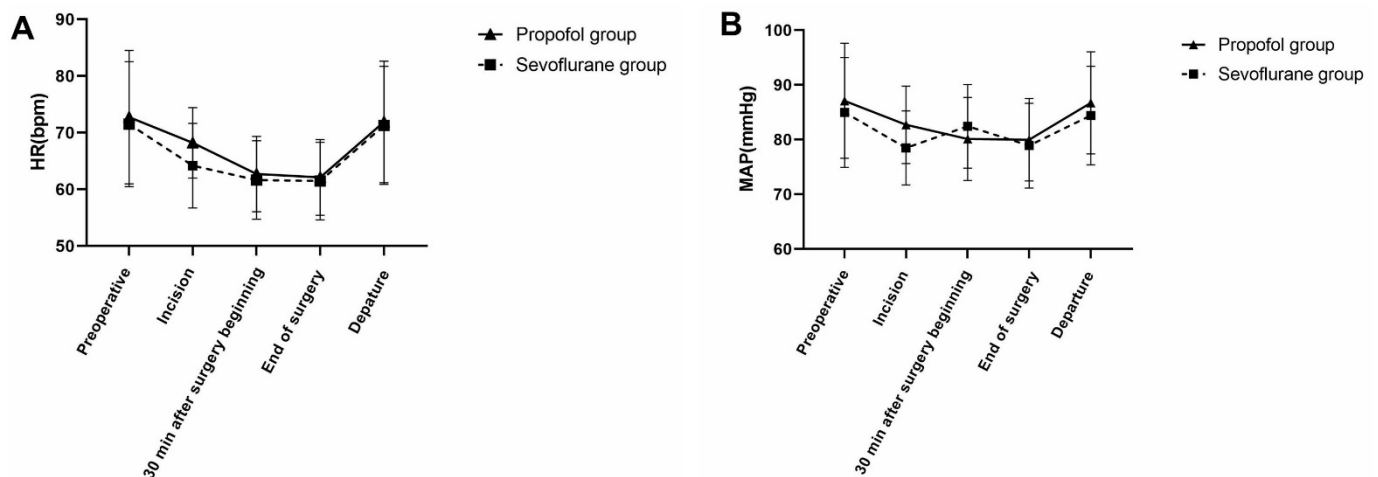 A
HR(bpm)
90
80
70
60
50
Preoperative
Incision
30 min after surgery beginning
End of surgery
Depature
Propofol group
Sevoflurane group
B
MAP(mmHg)
100
90
80
70
60
Preoperative
Incision
30 min after surgery beginning
End of surgery
Departure
Propofol group
Sevoflurane group